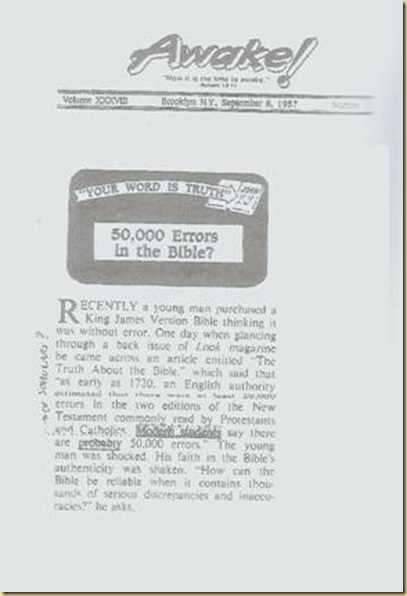 Awake!
"Now it is the time to awake."
Volume XXXVIII Brooklyn N.Y., September 8, 1957 Number
"YOUR WORD IS TRUTH" JOHN
50,000 Errors
in the Bible?
RECENTLY a young man purchased a
King James Version Bible thinking it
was without error. One day when glancing
through a back issue of Look magazine
he came across an article entitled "The
Truth About the Bible," which said that
"as early as 1720, an English authority
estimated that there were at least 20,000
errors in the two editions of the New
Testament commonly read by Protestants
and Catholics. Modern students say there
are probably 50,000 errors." The young
man was shocked. His faith in the Bible's
authenticity was shaken. "How can the
Bible be reliable when it contains thou-
sands of serious discrepancies and inaccu-
racies?" he asks.